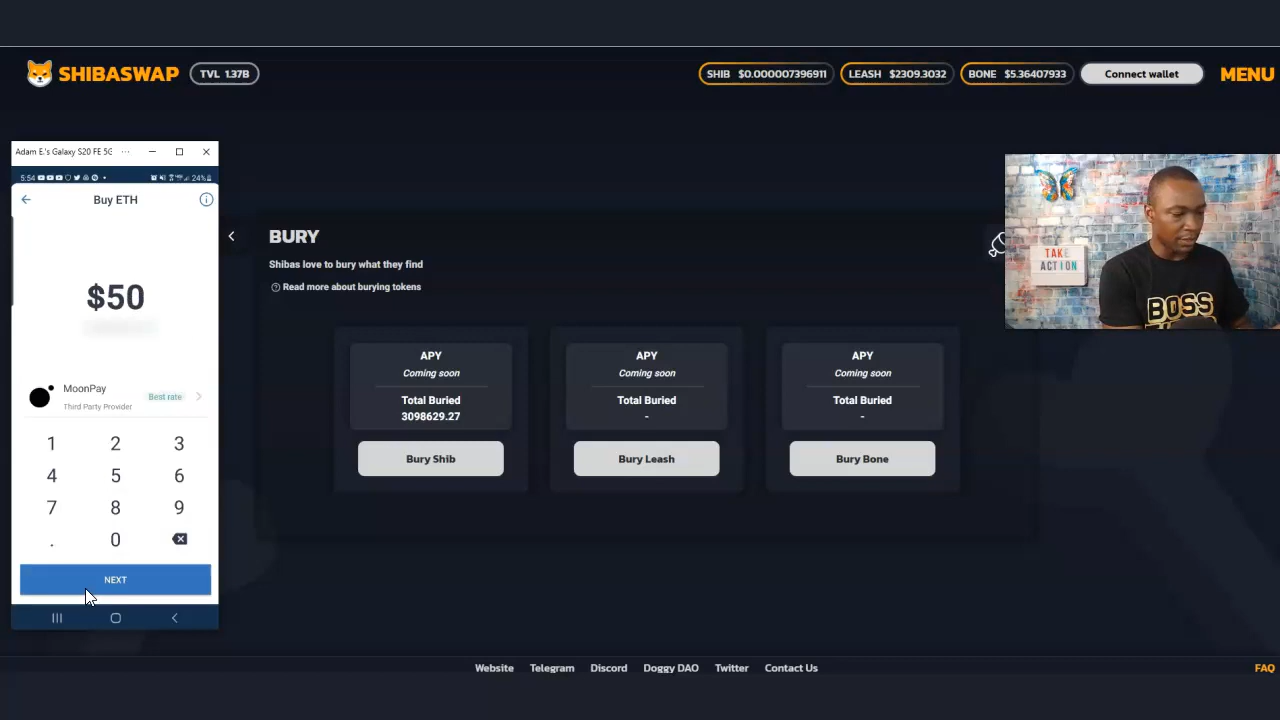 SHIBASWAP
TVL 1.37B
SHIB $0.000007396911
LEASH $2309.3032
BONE $5.36407933
Connect wallet
MENU
Adam E.'s Galaxy S20 FE 5G ...
5:54
24%
Buy ETH
$50
MoonPay
Third Party Provider
Best rate
1 2 3
4 5 6
7 8 9
. 0
NEXT
BURY
Shibas love to bury what they find
Read more about burying tokens
APY
Coming soon
Total Buried
3098629.27
Bury Shib
APY
Coming soon
Total Buried
-
Bury Leash
APY
Coming soon
Total Buried
-
Bury Bone
TAKE
ACTION
BOSS
Website Telegram Discord Doggy DAO Twitter Contact Us
FAQ